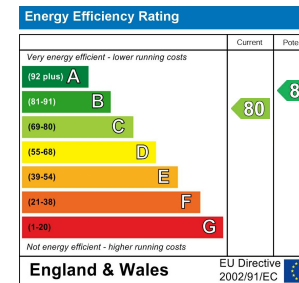 Energy Efficiency Rating
Current
Very energy efficient - lower running costs
(92 plus) A
(81-91) B
(69-80) C
(55-68) D
(39-54) E
(21-38) F
(1-20) G
80
Not energy efficient - higher running costs
England & Wales
EU Directive
2002/91/EC